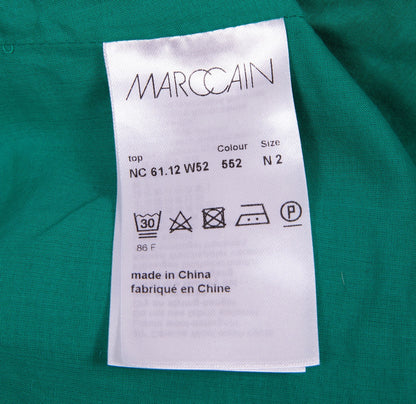 MARCCAIN
top Colour Size
NC 61.12 W52 552 N 2
30 P
86 F
made in China
fabriqué en Chine